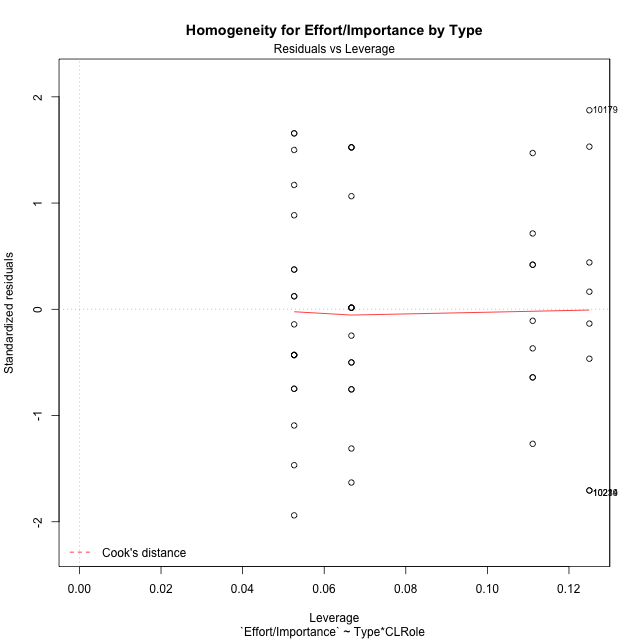 Homogeneity for Effort/Importance by Type
Residuals vs Leverage
Standardized residuals
2
1
0
-1
-2
10179
Cook's distance
0.00 0.02 0.04 0.06 0.08 0.10 0.12
Leverage
`Effort/Importance` ~ Type*CLRole